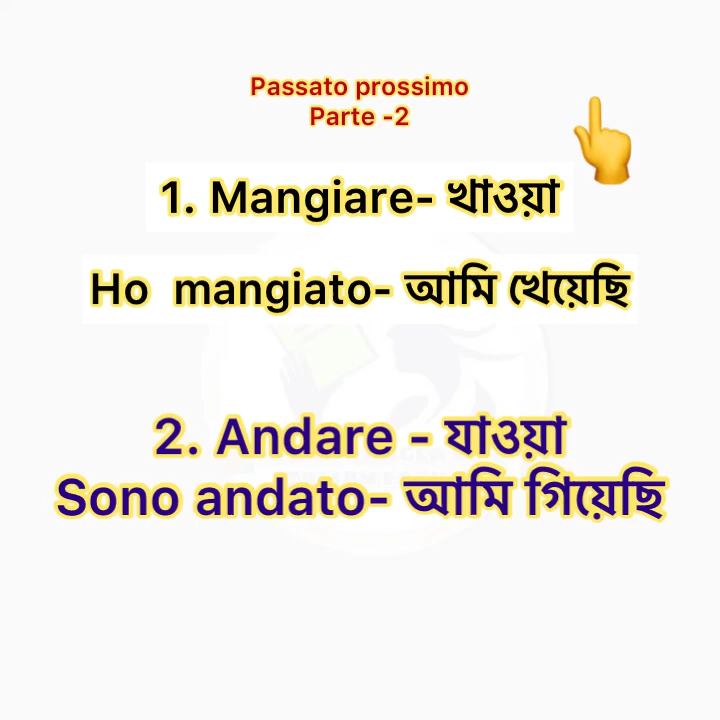 Passato prossimo
Parte -2
1. Mangiare- খাওয়া
Ho mangiato- আমি খেয়েছি
2. Andare - যাওয়া
Sono andato- আমি গিয়েছি